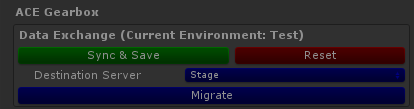 ACE Gearbox
Data Exchange (Current Environment: Test)
Sync & Save Reset
Destination Server Stage
Migrate